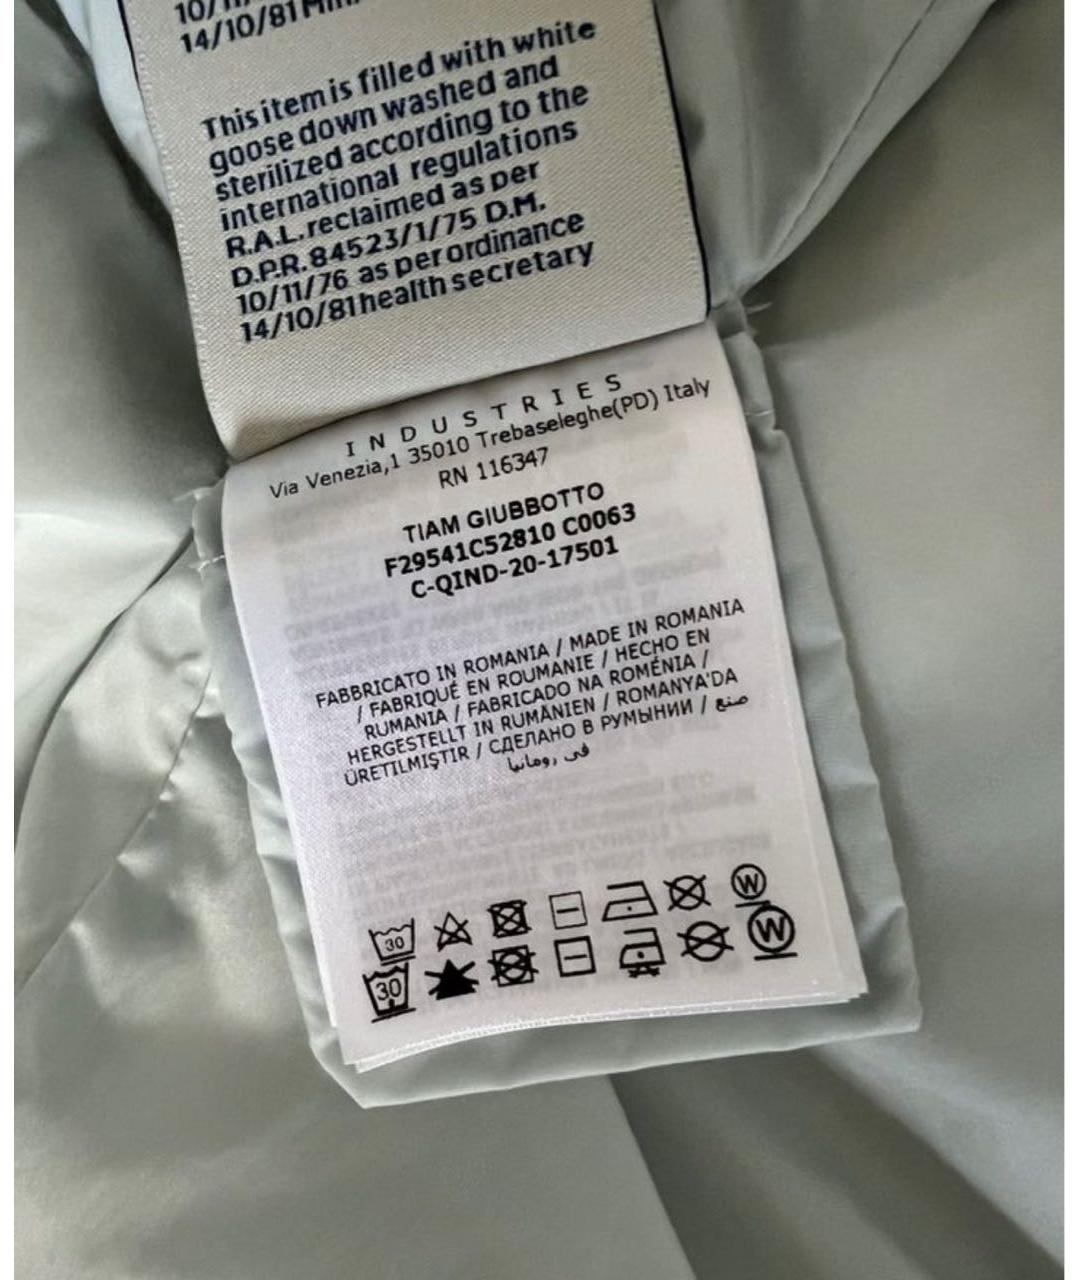 14/10/81
This item is filled with white
goose down washed and
sterilized according to the
international regulations
R.A.L. reclaimed as per
D.P.R. 84523/1/75 D.M.
10/11/76 as per ordinance
14/10/81 health secretary
INDUSTRIES
Via Venezia,1 35010 Trebaseleghe(PD) Italy
RN 116347
TIAM GIUBBOTTO
F29541C52810 C0063
C-QIND-20-17501
FABBRICATO IN ROMANIA / MADE IN ROMANIA
/ FABRIQUÉ EN ROUMANIE / HECHO EN
RUMANIA / FABRICADO NA ROMÉNIA /
HERGESTELLT IN RUMÄNIEN / ROMANYA'DA
ÜRETILMIŞTIR / СДЕЛАНО В РУМЫНИИ / صنع
في رومانيا
30 W
30 W